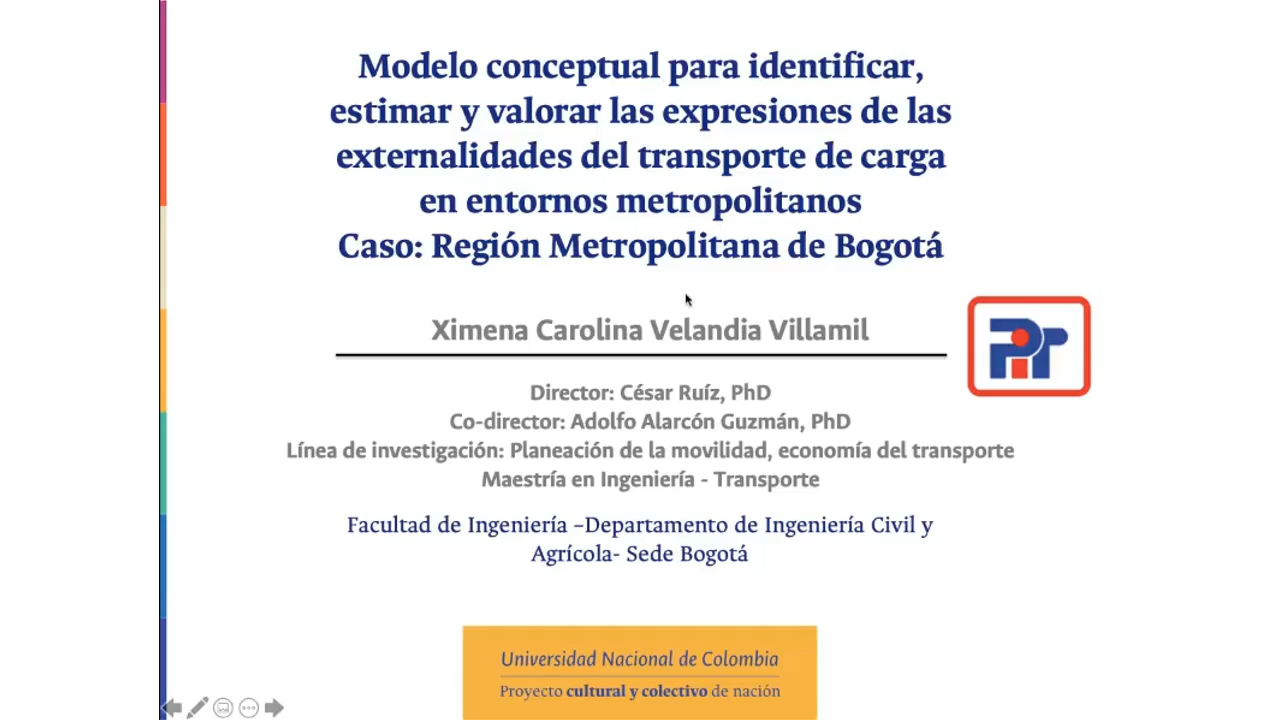 Modelo conceptual para identificar,
estimar y valorar las expresiones de las
externalidades del transporte de carga
en entornos metropolitanos
Caso: Región Metropolitana de Bogotá
Ximena Carolina Velandia Villamil
PIT
Director: César Ruíz, PhD
Co-director: Adolfo Alarcón Guzmán, PhD
Línea de investigación: Planeación de la movilidad, economía del transporte
Maestría en Ingeniería - Transporte
Facultad de Ingeniería –Departamento de Ingeniería Civil y
Agrícola- Sede Bogotá
Universidad Nacional de Colombia
Proyecto cultural y colectivo de nación